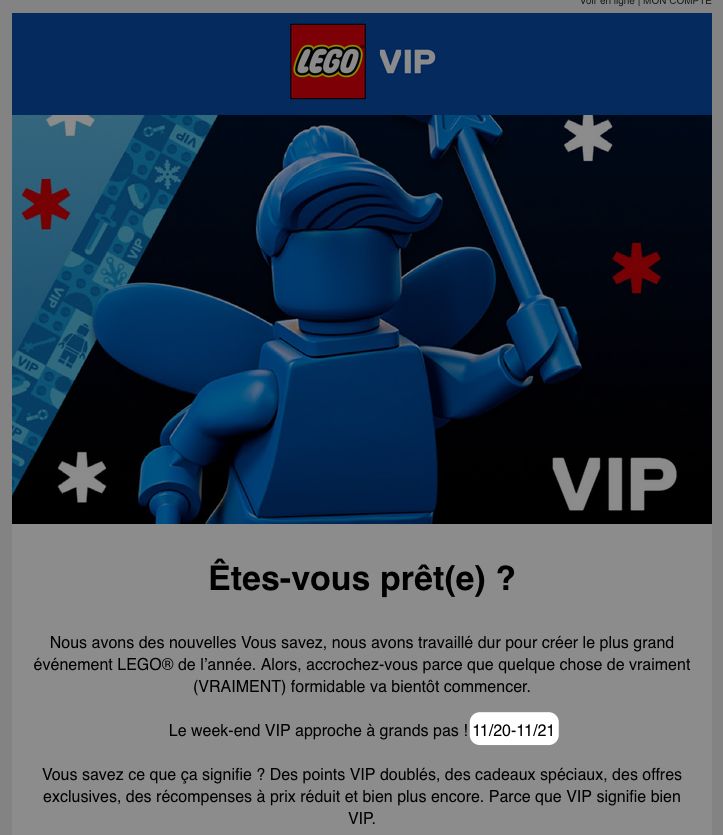 Voir en ligne | MON COMPTE
LEGO VIP
VIP
VIP
VIP
VIP
Êtes-vous prêt(e) ?
Nous avons des nouvelles Vous savez, nous avons travaillé dur pour créer le plus grand
événement LEGO® de l’année. Alors, accrochez-vous parce que quelque chose de vraiment
(VRAIMENT) formidable va bientôt commencer.
Le week-end VIP approche à grands pas ! 11/20-11/21
Vous savez ce que ça signifie ? Des points VIP doublés, des cadeaux spéciaux, des offres
exclusives, des récompenses à prix réduit et bien plus encore. Parce que VIP signifie bien
VIP.